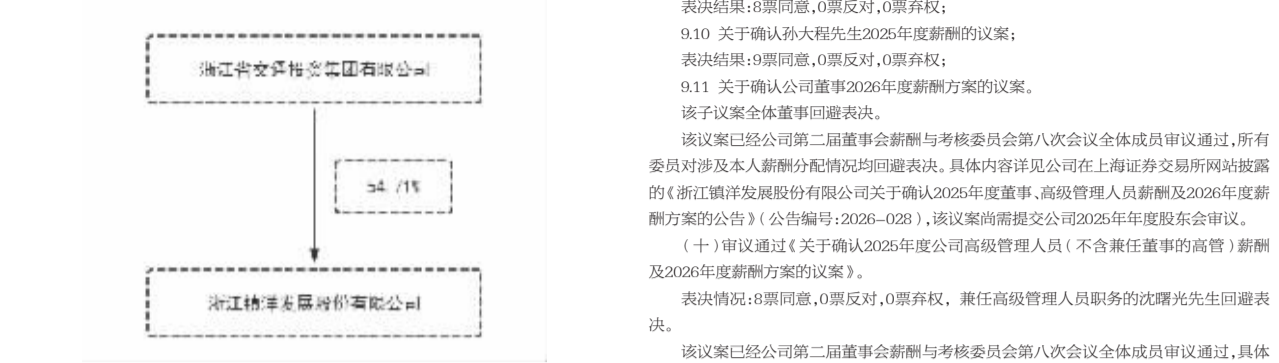 浙江省交通投资集团有限公司
54.71%
浙江镇洋发展股份有限公司
表决结果:8票同意,0票反对,0票弃权;
9.10 关于确认孙大程先生2025年度薪酬的议案;
表决结果:9票同意,0票反对,0票弃权;
9.11 关于确认公司董事2026年度薪酬方案的议案。
该子议案全体董事回避表决。
该议案已经公司第二届董事会薪酬与考核委员会第八次会议全体成员审议通过,所有
委员对涉及本人薪酬分配情况均回避表决。具体内容详见公司在上海证券交易所网站披露
的《浙江镇洋发展股份有限公司关于确认2025年度董事、高级管理人员薪酬及2026年度薪
酬方案的公告》(公告编号:2026-028),该议案尚需提交公司2025年年度股东会审议。
(十)审议通过《关于确认2025年度公司高级管理人员(不含兼任董事的高管)薪酬
及2026年度薪酬方案的议案》。
表决情况:8票同意,0票反对,0票弃权, 兼任高级管理人员职务的沈曙光先生回避表
决。
该议案已经公司第二届董事会薪酬与考核委员会第八次会议全体成员审议通过,具体